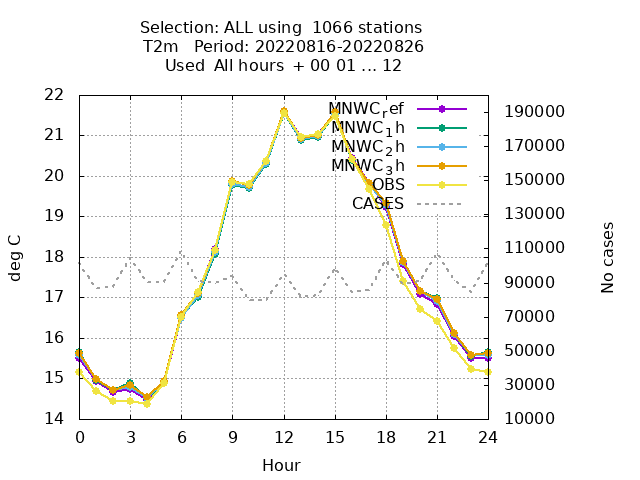 Selection: ALL using  1066 stations
T2m   Period: 20220816-20220826
Used  All hours  + 00 01 ... 12
22
21
20
19
18
17
16
15
14
190000
170000
150000
130000
110000
90000
70000
50000
30000
10000
MNWC_ref
MNWC_1h
MNWC_2h
MNWC_3h
OBS
CASES
deg C
No cases
0 3 6 9 12 15 18 21 24
Hour